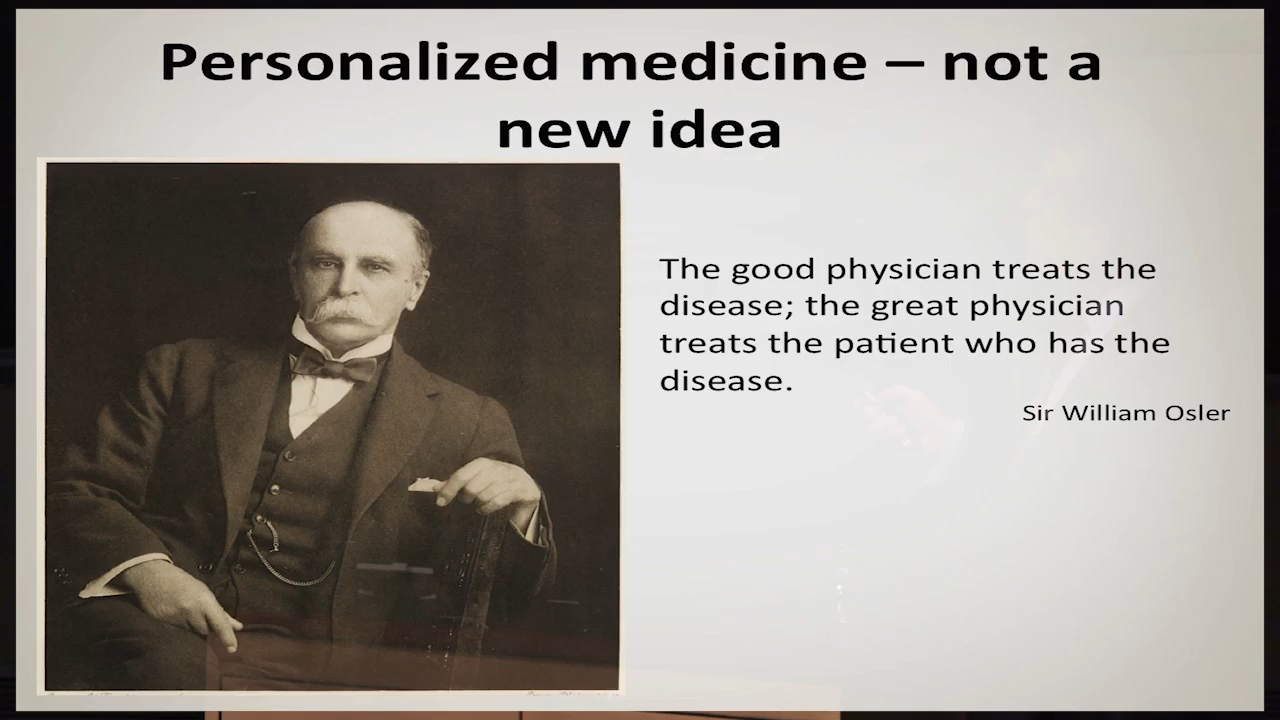 Personalized medicine – not a
new idea
The good physician treats the
disease; the great physician
treats the patient who has the
disease.
Sir William Osler